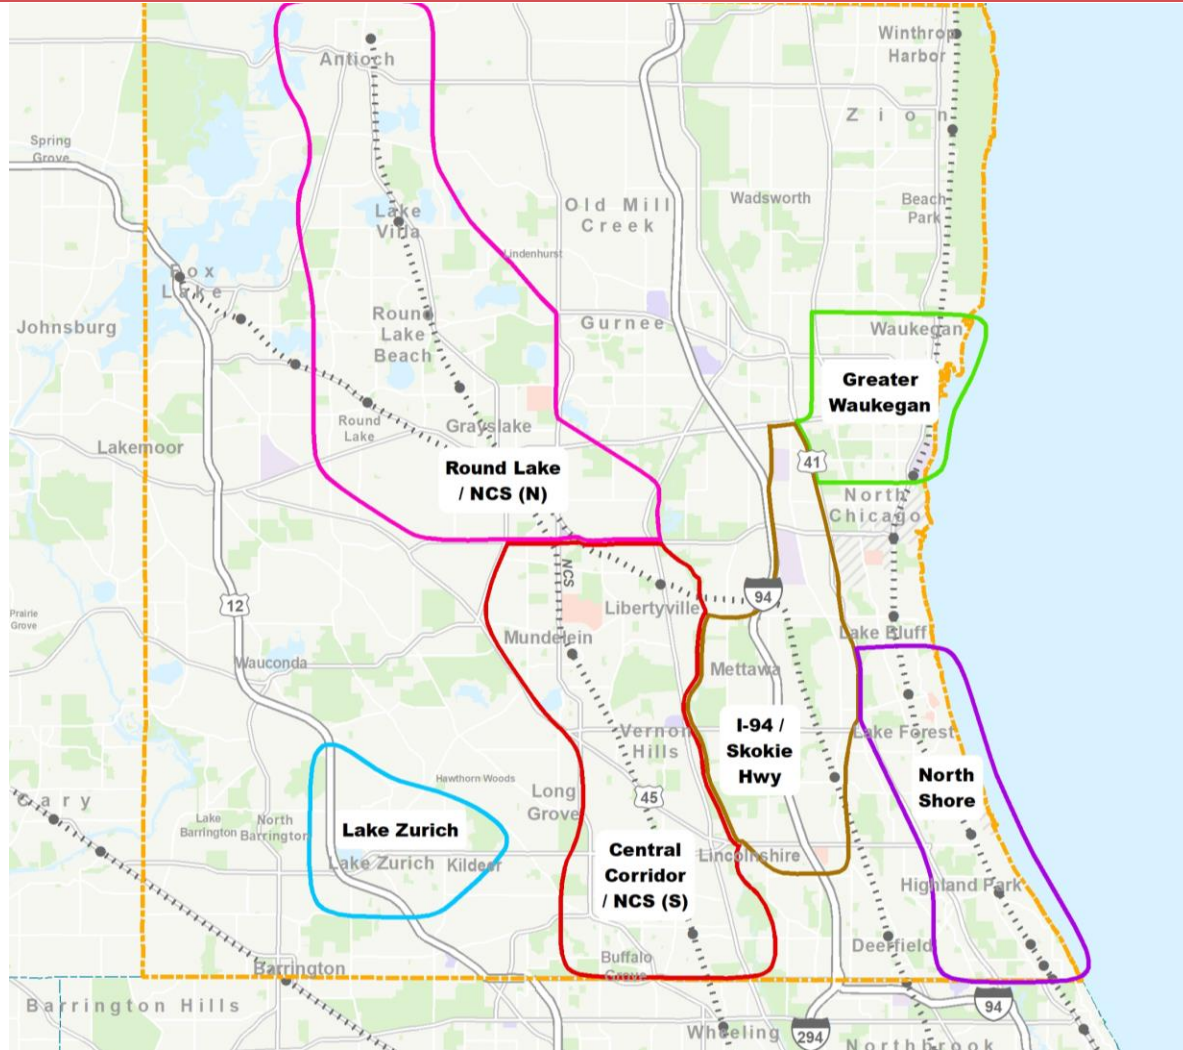 Winthrop
Harbor
Antioch
Zion
Spring
Grove
Wadsworth
Beach
Park
Old Mill
Creek
Lake
Villa
Lindenhurst
Fox
Lake
Johnsburg
Round
Lake
Beach
Gurnee
Waukegan
Greater
Waukegan
Round
Lake
Grayslake
Lakemoor
Round Lake
/ NCS (N)
41
North
Chicago
NCS
94
12
Libertyville
Prairie
Grove
Mundelein
Lake Bluff
Wauconda
Mettawa
Vernon
Hills
I-94 /
Skokie
Hwy
Lake Forest
North
Shore
Hawthorn Woods
Long
Grove
45
Cary
Lake
Barrington
North
Barrington
Lake Zurich
Lake Zurich
Kildeer
Central
Corridor
/ NCS (S)
Lincolnshire
Highland Park
Deerfield
Buffalo
Grove
Barrington
Barrington Hills
94
Wheeling
294
Northbrook